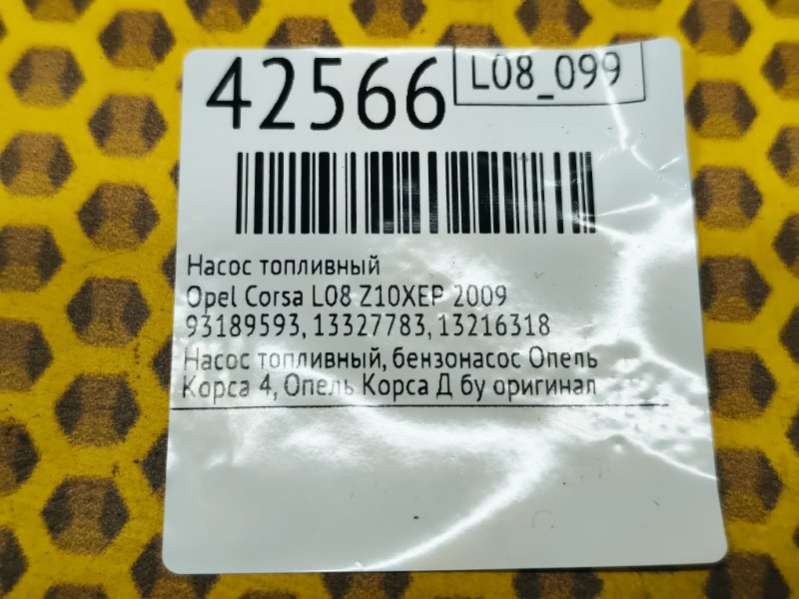 42566
L08_099
Насос топливный
Opel Corsa L08 Z10XEP 2009
93189593, 13327783, 13216318
Насос топливный, бензонасос Опель
Корса 4, Опель Корса Д бу оригинал